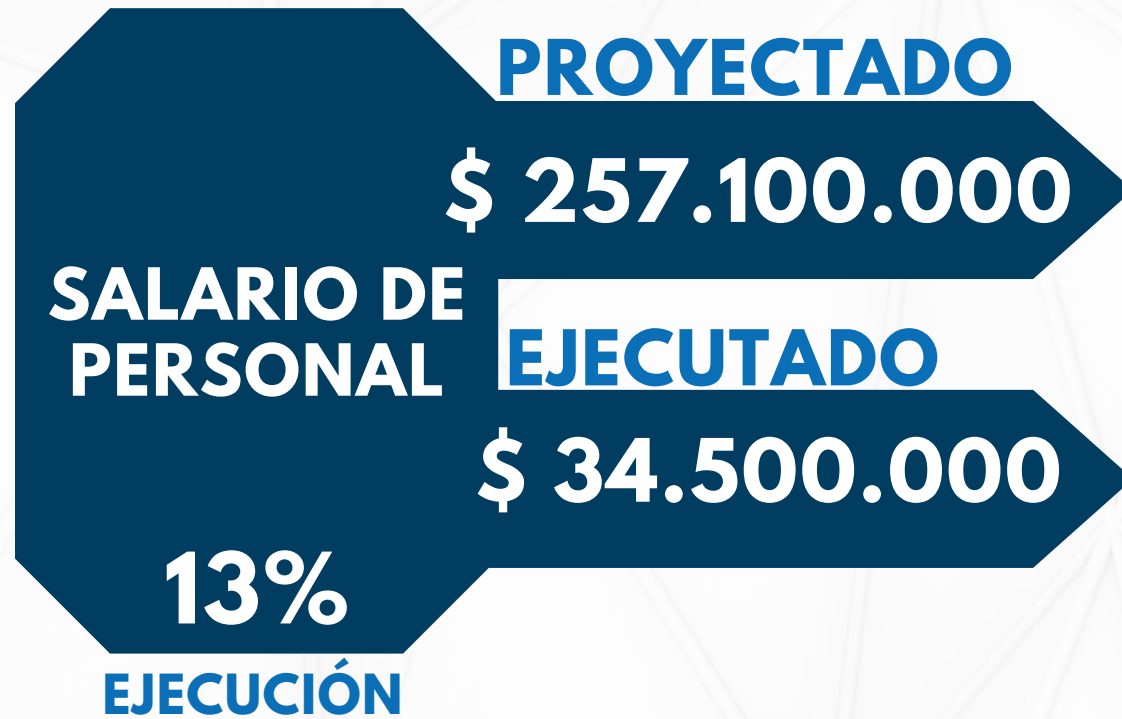 PROYECTADO
$ 257.100.000
SALARIO DE
PERSONAL
EJECUTADO
$ 34.500.000
13%
EJECUCIÓN